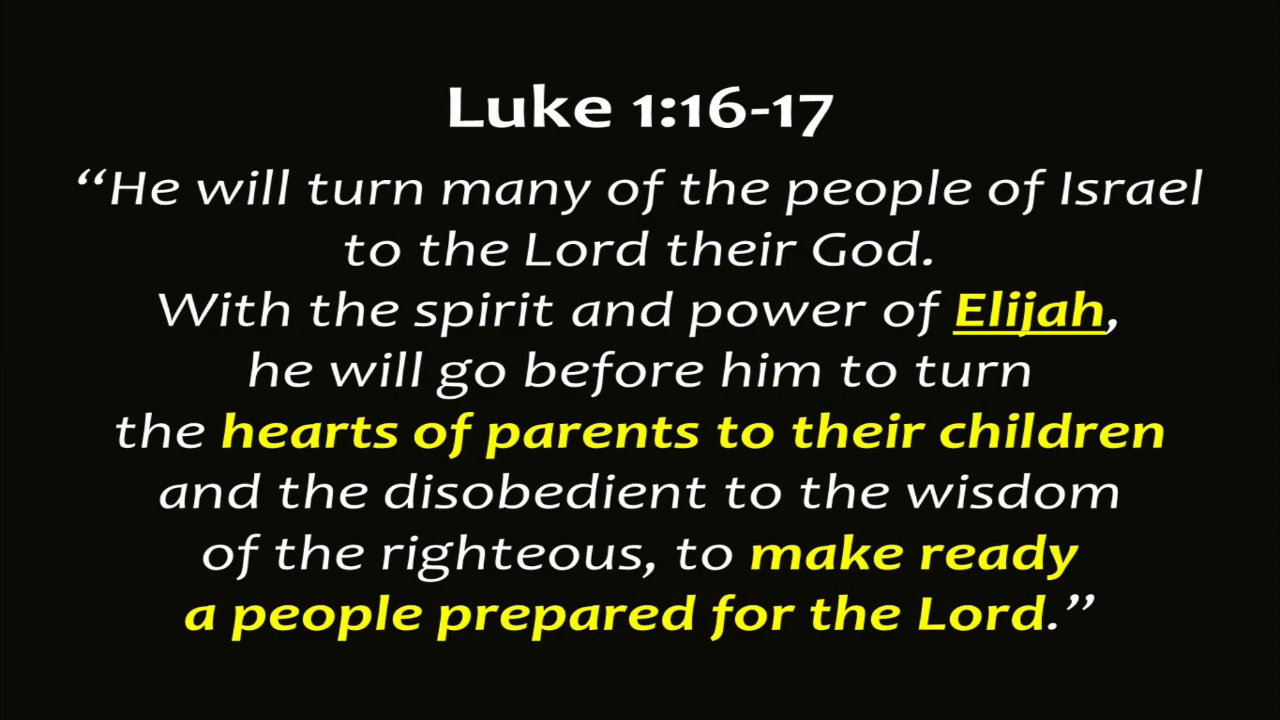 Luke 1:16-17
“He will turn many of the people of Israel
to the Lord their God.
With the spirit and power of Elijah,
he will go before him to turn
the hearts of parents to their children
and the disobedient to the wisdom
of the righteous, to make ready
a people prepared for the Lord.”